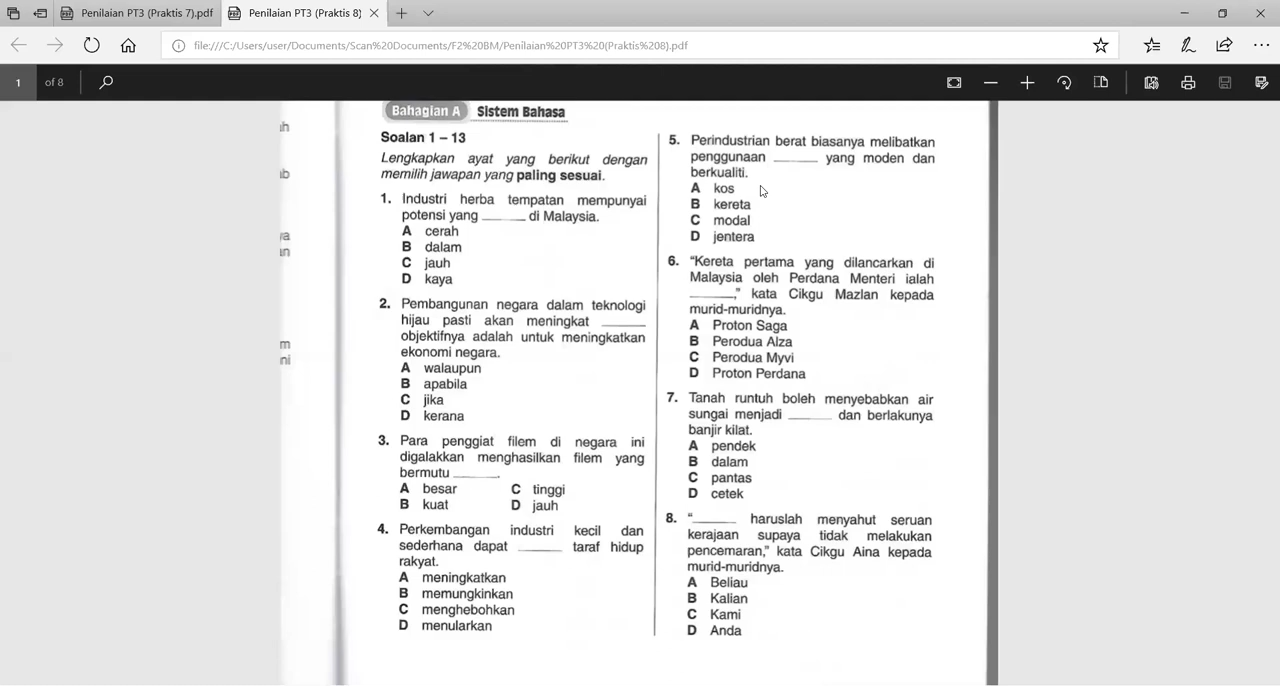 Penilaian PT3 (Praktis 7).pdf
Penilaian PT3 (Praktis 8)
file:///C:/Users/user/Documents/Scan%20Documents/F2%20BM/Penilaian%20PT3%20(Praktis%208).pdf
1 of 8
Bahagian A Sistem Bahasa
Soalan 1 – 13
Lengkapkan ayat yang berikut dengan
memilih jawapan yang paling sesuai.
1. Industri herba tempatan mempunyai
potensi yang ______ di Malaysia.
A cerah
B dalam
C jauh
D kaya
2. Pembangunan negara dalam teknologi
hijau pasti akan meningkat ______
objektifnya adalah untuk meningkatkan
ekonomi negara.
A walaupun
B apabila
C jika
D kerana
3. Para penggiat filem di negara ini
digalakkan menghasilkan filem yang
bermutu ______.
A besar C tinggi
B kuat D jauh
4. Perkembangan industri kecil dan
sederhana dapat ______ taraf hidup
rakyat.
A meningkatkan
B memungkinkan
C menghebohkan
D menularkan
5. Perindustrian berat biasanya melibatkan
penggunaan ______ yang moden dan
berkualiti.
A kos
B kereta
C modal
D jentera
6. “Kereta pertama yang dilancarkan di
Malaysia oleh Perdana Menteri ialah
______,” kata Cikgu Mazlan kepada
murid-muridnya.
A Proton Saga
B Perodua Alza
C Perodua Myvi
D Proton Perdana
7. Tanah runtuh boleh menyebabkan air
sungai menjadi ______ dan berlakunya
banjir kilat.
A pendek
B dalam
C pantas
D cetek
8. “______ haruslah menyahut seruan
kerajaan supaya tidak melakukan
pencemaran,” kata Cikgu Aina kepada
murid-muridnya.
A Beliau
B Kalian
C Kami
D Anda